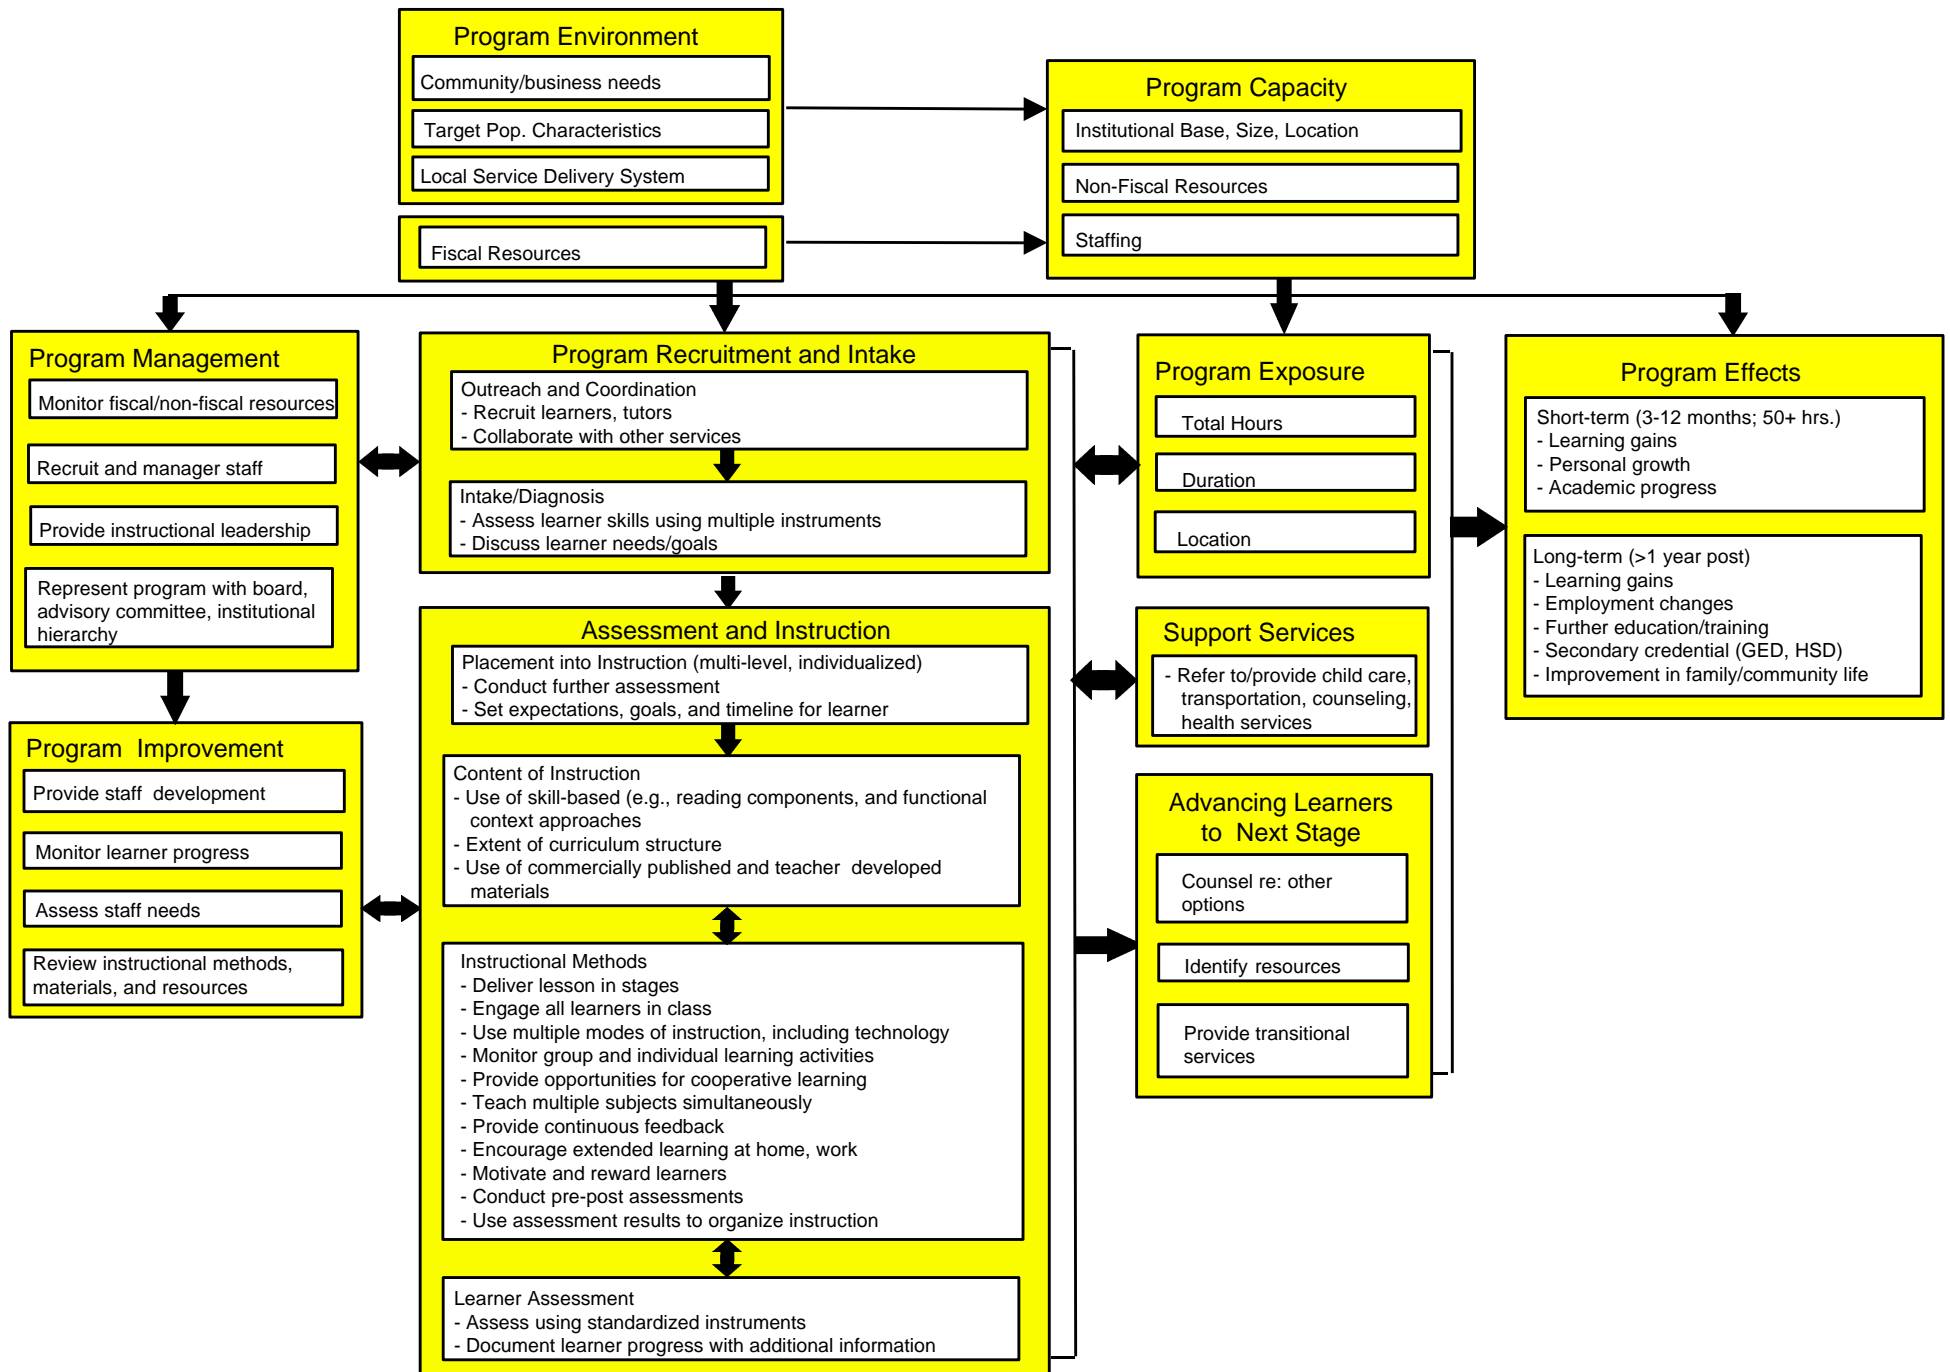 Program Environment
Community/business needs
Target Pop. Characteristics
Local Service Delivery System
Fiscal Resources
Program Capacity
Institutional Base, Size, Location
Non-Fiscal Resources
Staffing
Program Management
Monitor fiscal/non-fiscal resources
Recruit and manager staff
Provide instructional leadership
Represent program with board,
advisory committee, institutional
hierarchy
Program Improvement
Provide staff development
Monitor learner progress
Assess staff needs
Review instructional methods,
materials, and resources
Program Recruitment and Intake
Outreach and Coordination
- Recruit learners, tutors
- Collaborate with other services
Intake/Diagnosis
- Assess learner skills using multiple instruments
- Discuss learner needs/goals
Assessment and Instruction
Placement into Instruction (multi-level, individualized)
- Conduct further assessment
- Set expectations, goals, and timeline for learner
Content of Instruction
- Use of skill-based (e.g., reading components, and functional
context approaches
- Extent of curriculum structure
- Use of commercially published and teacher developed
materials
Instructional Methods
- Deliver lesson in stages
- Engage all learners in class
- Use multiple modes of instruction, including technology
- Monitor group and individual learning activities
- Provide opportunities for cooperative learning
- Teach multiple subjects simultaneously
- Provide continuous feedback
- Encourage extended learning at home, work
- Motivate and reward learners
- Conduct pre-post assessments
- Use assessment results to organize instruction
Learner Assessment
- Assess using standardized instruments
- Document learner progress with additional information
Program Exposure
Total Hours
Duration
Location
Support Services
- Refer to/provide child care,
transportation, counseling,
health services
Advancing Learners
to Next Stage
Counsel re: other
options
Identify resources
Provide transitional
services
Program Effects
Short-term (3-12 months; 50+ hrs.)
- Learning gains
- Personal growth
- Academic progress
Long-term (>1 year post)
- Learning gains
- Employment changes
- Further education/training
- Secondary credential (GED, HSD)
- Improvement in family/community life